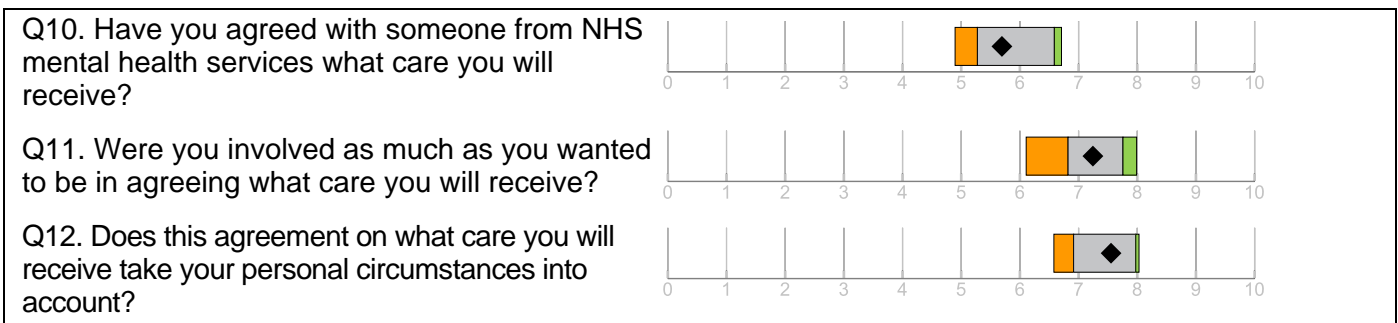 Q10. Have you agreed with someone from NHS
mental health services what care you will
receive?
0 1 2 3 4 5 6 7 8 9 10
Q11. Were you involved as much as you wanted
to be in agreeing what care you will receive?
0 1 2 3 4 5 6 7 8 9 10
Q12. Does this agreement on what care you will
receive take your personal circumstances into
account?
0 1 2 3 4 5 6 7 8 9 10